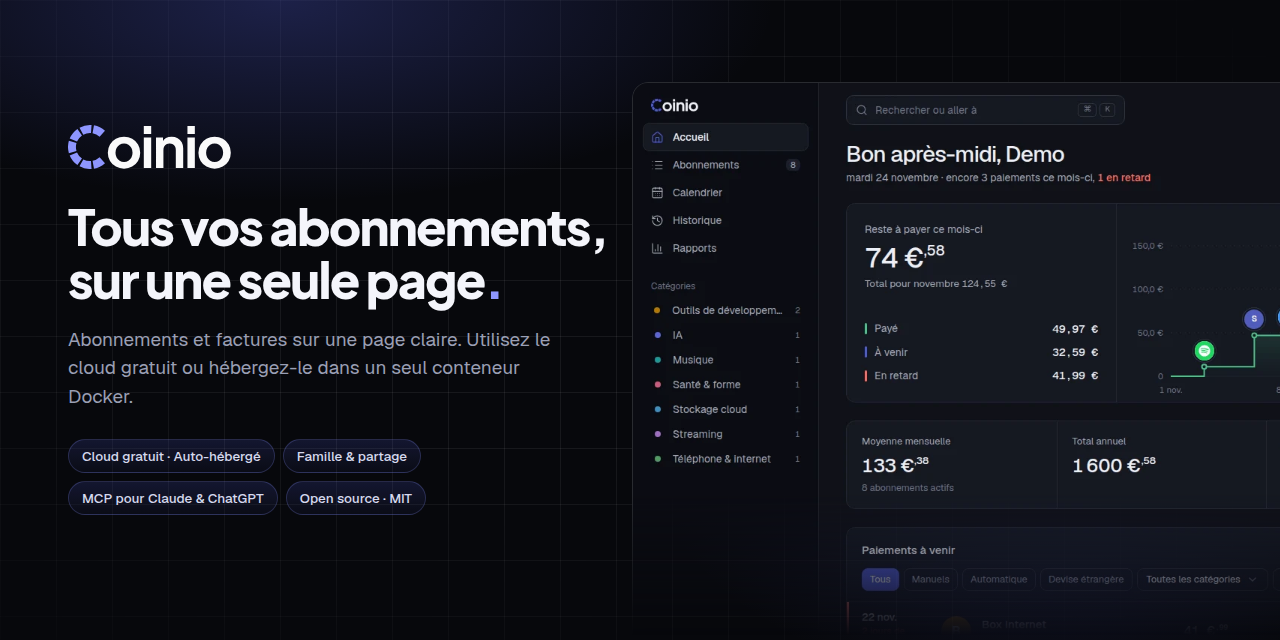 Coinio
Tous vos abonnements,
sur une seule page.
Abonnements et factures sur une page claire. Utilisez le
cloud gratuit ou hébergez-le dans un seul conteneur
Docker.
Cloud gratuit · Auto-hébergé
Famille & partage
MCP pour Claude & ChatGPT
Open source · MIT
Coinio
Accueil
Abonnements 8
Calendrier
Historique
Rapports
Catégories
Outils de développem... 2
IA 1
Musique 1
Santé & forme 1
Stockage cloud 1
Streaming 1
Téléphone & Internet 1
Rechercher ou aller à ⌘ K
Bon après-midi, Demo
mardi 24 novembre · encore 3 paiements ce mois-ci, 1 en retard
Reste à payer ce mois-ci
74 €,58
Total pour novembre 124,55 €
Payé 49,97 €
À venir 32,59 €
En retard 41,99 €
150,0 €
100,0 €
50,0 €
0
1 nov.
S
Moyenne mensuelle
133 €,38
8 abonnements actifs
Total annuel
1 600 €,58
Paiements à venir
Tous
Manuels
Automatique
Devise étrangère
Toutes les catégories
22 nov.
Box internet